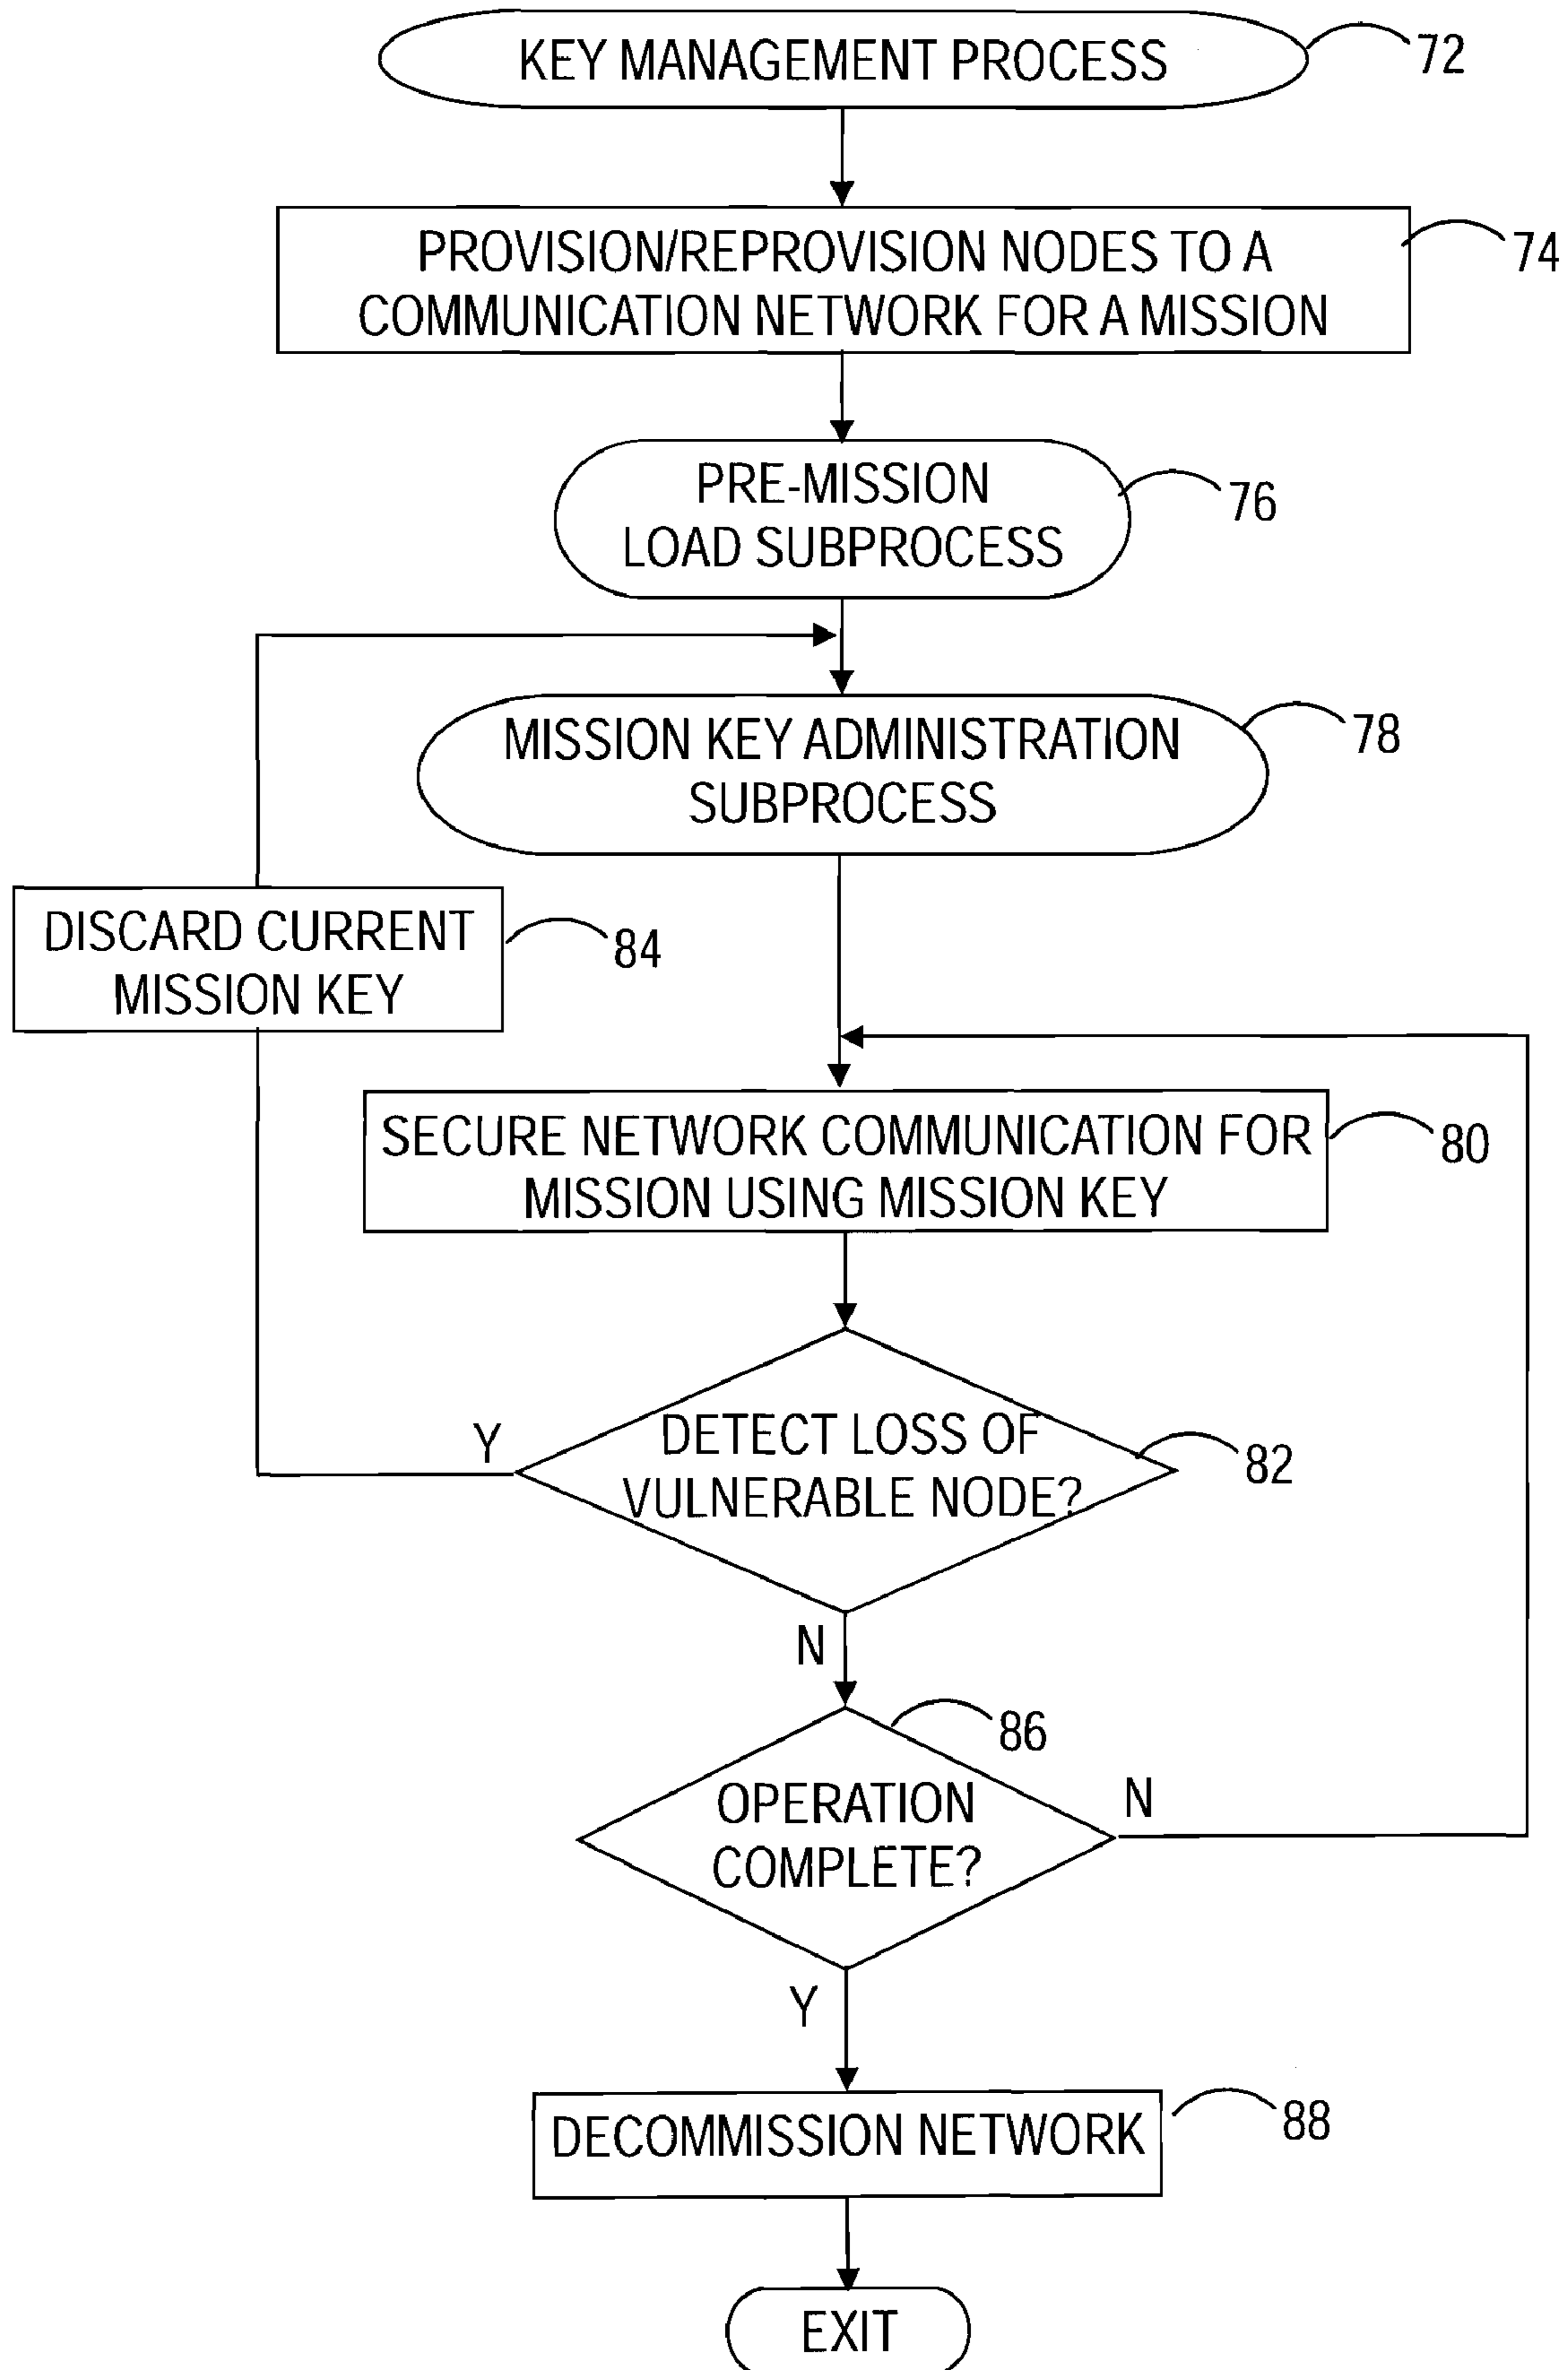 KEY MANAGEMENT PROCESS
72
PROVISION/REPROVISION NODES TO A
COMMUNICATION NETWORK FOR A MISSION
74
PRE-MISSION
LOAD SUBPROCESS
76
MISSION KEY ADMINISTRATION
SUBPROCESS
78
DISCARD CURRENT
MISSION KEY
84
SECURE NETWORK COMMUNICATION FOR
MISSION USING MISSION KEY
80
Y
DETECT LOSS OF
VULNERABLE NODE?
82
N
86
OPERATION
COMPLETE?
N
Y
DECOMMISSION NETWORK
88
EXIT